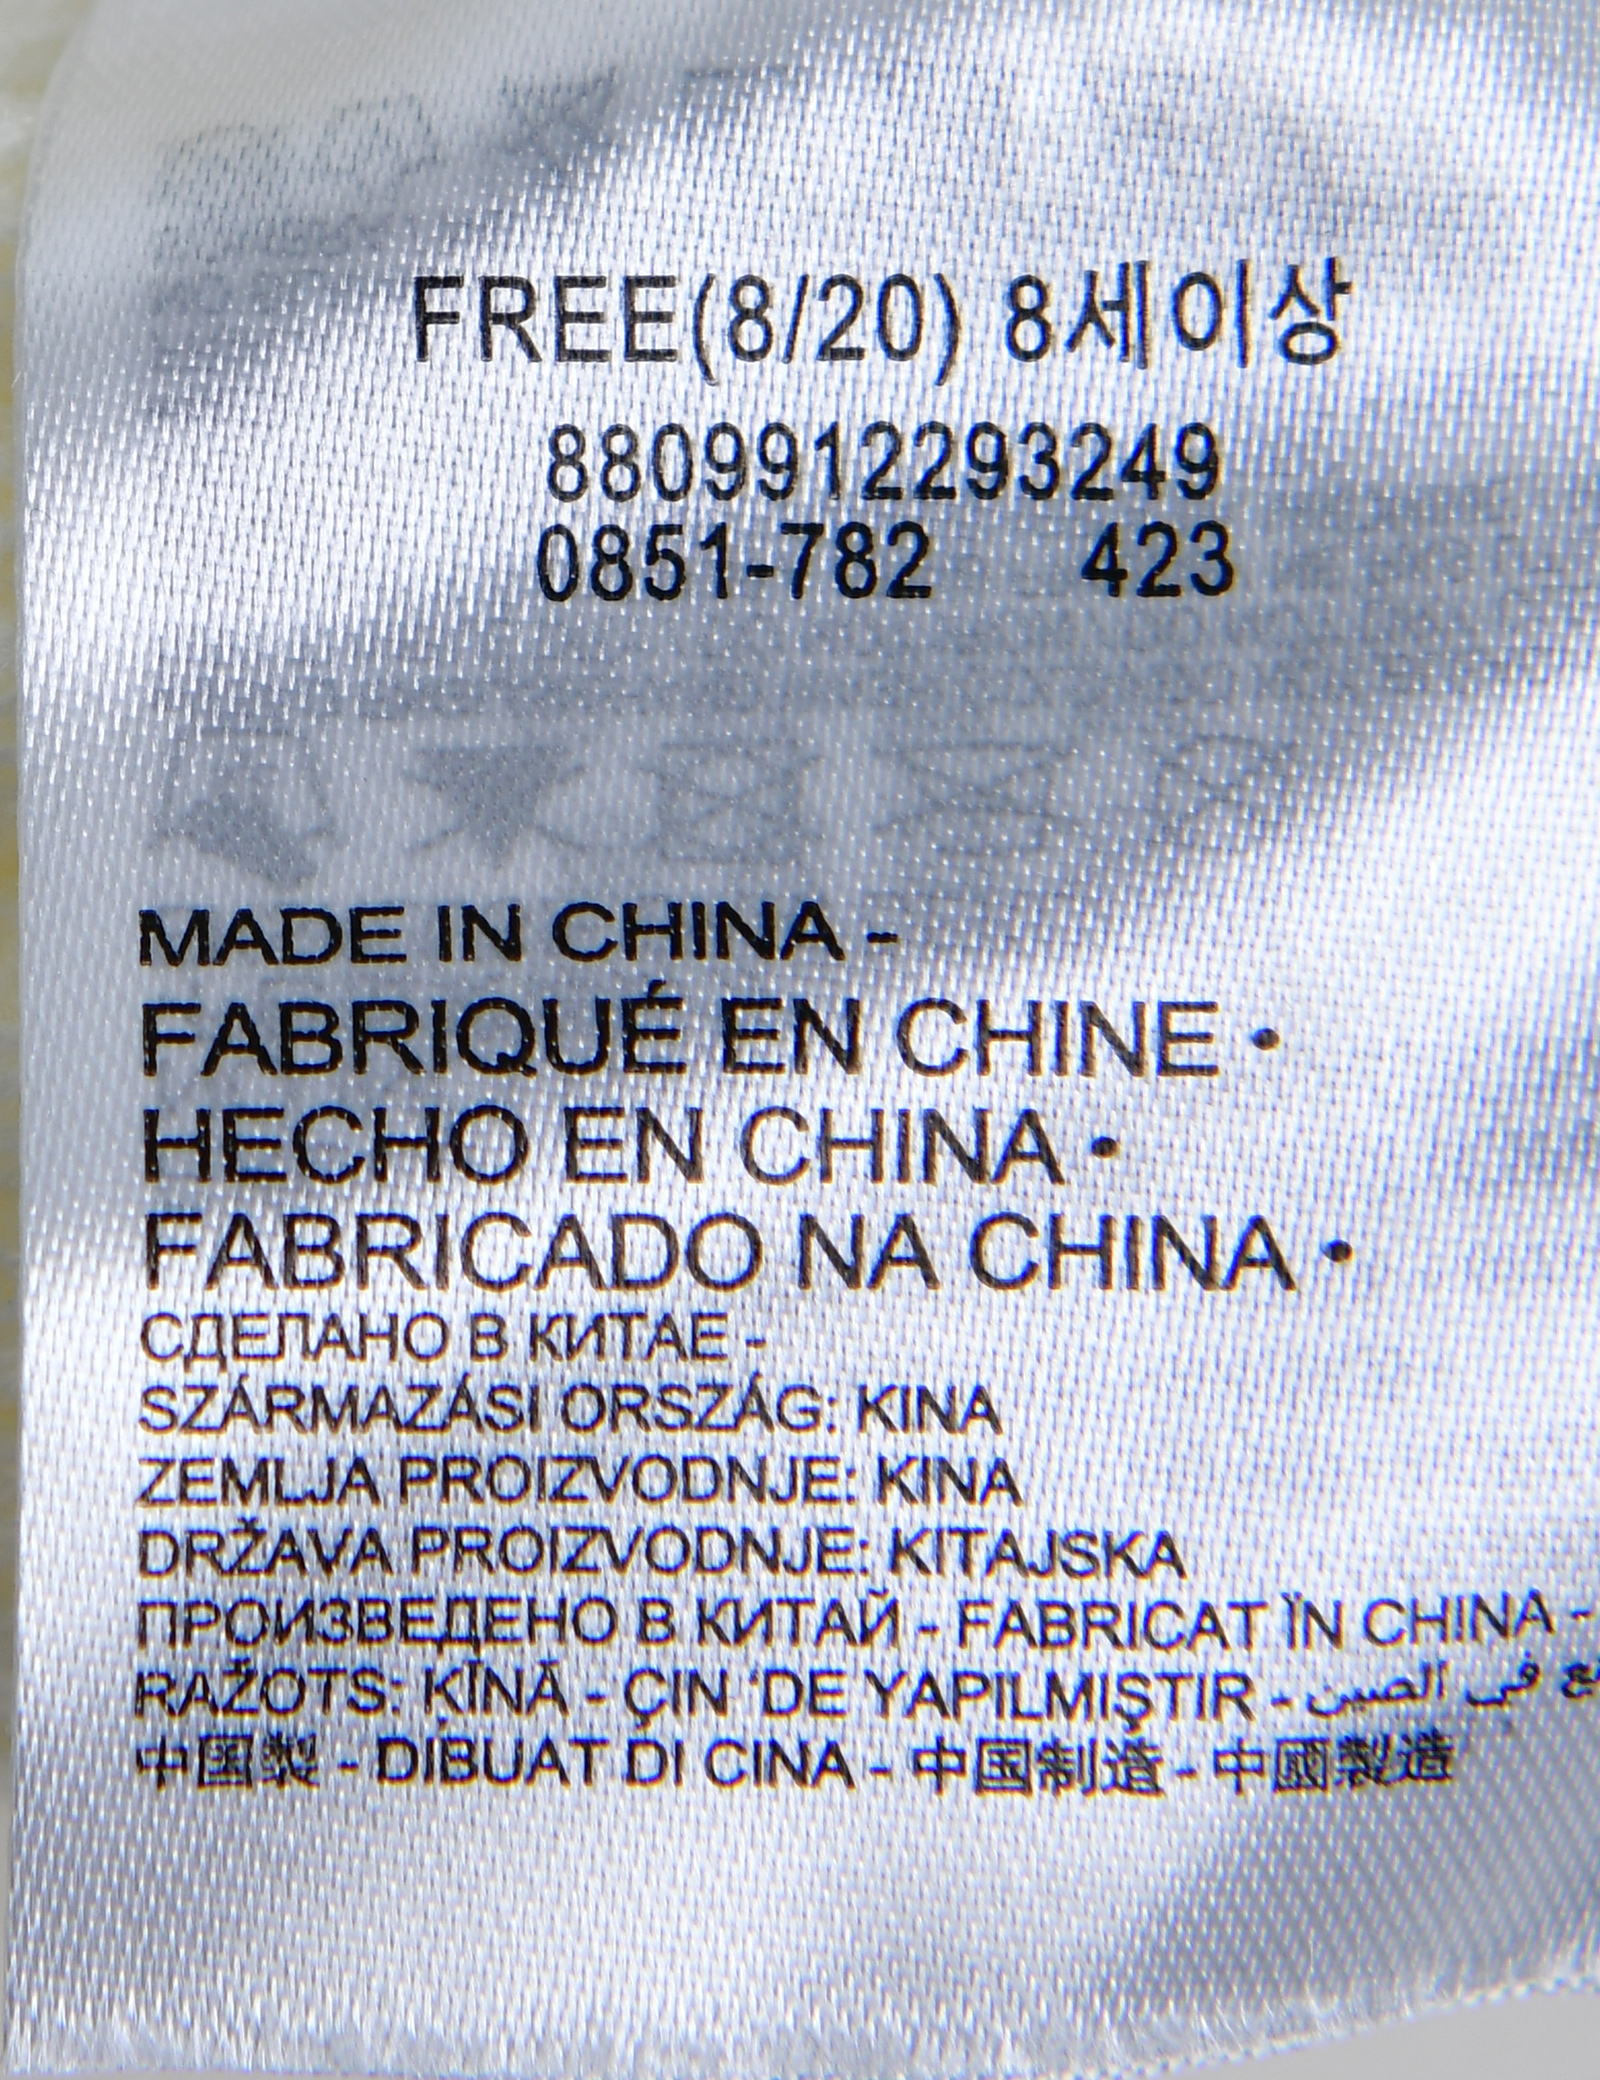 FREE(8/20) 8세이상
8809912293249
0851-782 423
MADE IN CHINA -
FABRIQUÉ EN CHINE •
HECHO EN CHINA •
FABRICADO NA CHINA •
СДЕЛАНО В КИТАЕ -
SZÁRMAZÁSI ORSZÁG: KINA
ZEMLJA PROIZVODNJE: KINA
DRŽAVA PROIZVODNJE: KITAJSKA
ПРОИЗВЕДЕНО В КИТАЙ - FABRICAT ÏN CHINA -
RAŽOTS: ĶĪNĀ - ÇIN 'DE YAPILMIŞTIR - في الصين
中国製 - DIBUAT DI CINA - 中国制造 - 中國製造